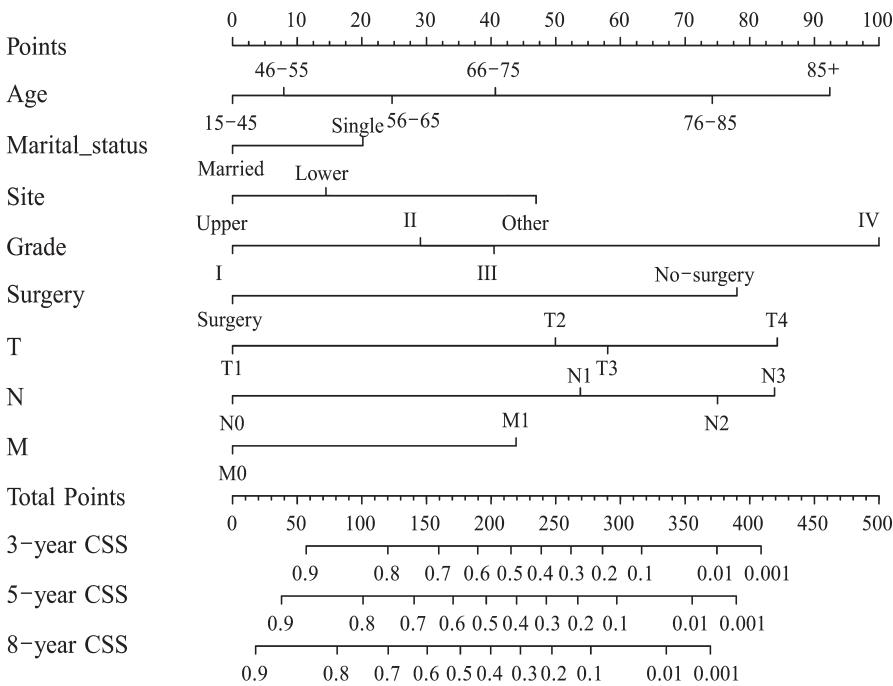 0 10 20 30 40 50 60 70 80 90 100
Points
46-55 66-75 85+
Age
15-45 56-65 76-85
Single
Marital_status
Married
Lower
Site
Upper Other
II IV
Grade
I III
No-surgery
Surgery
Surgery
T2 T4
T
T1 T3
N1 N3
N
N0 N2
M1
M
M0
Total Points
0 50 100 150 200 250 300 350 400 450 500
3-year CSS
0.9 0.8 0.7 0.6 0.5 0.4 0.3 0.2 0.1 0.01 0.001
5-year CSS
0.9 0.8 0.7 0.6 0.5 0.4 0.3 0.2 0.1 0.01 0.001
8-year CSS
0.9 0.8 0.7 0.6 0.5 0.4 0.3 0.2 0.1 0.01 0.001